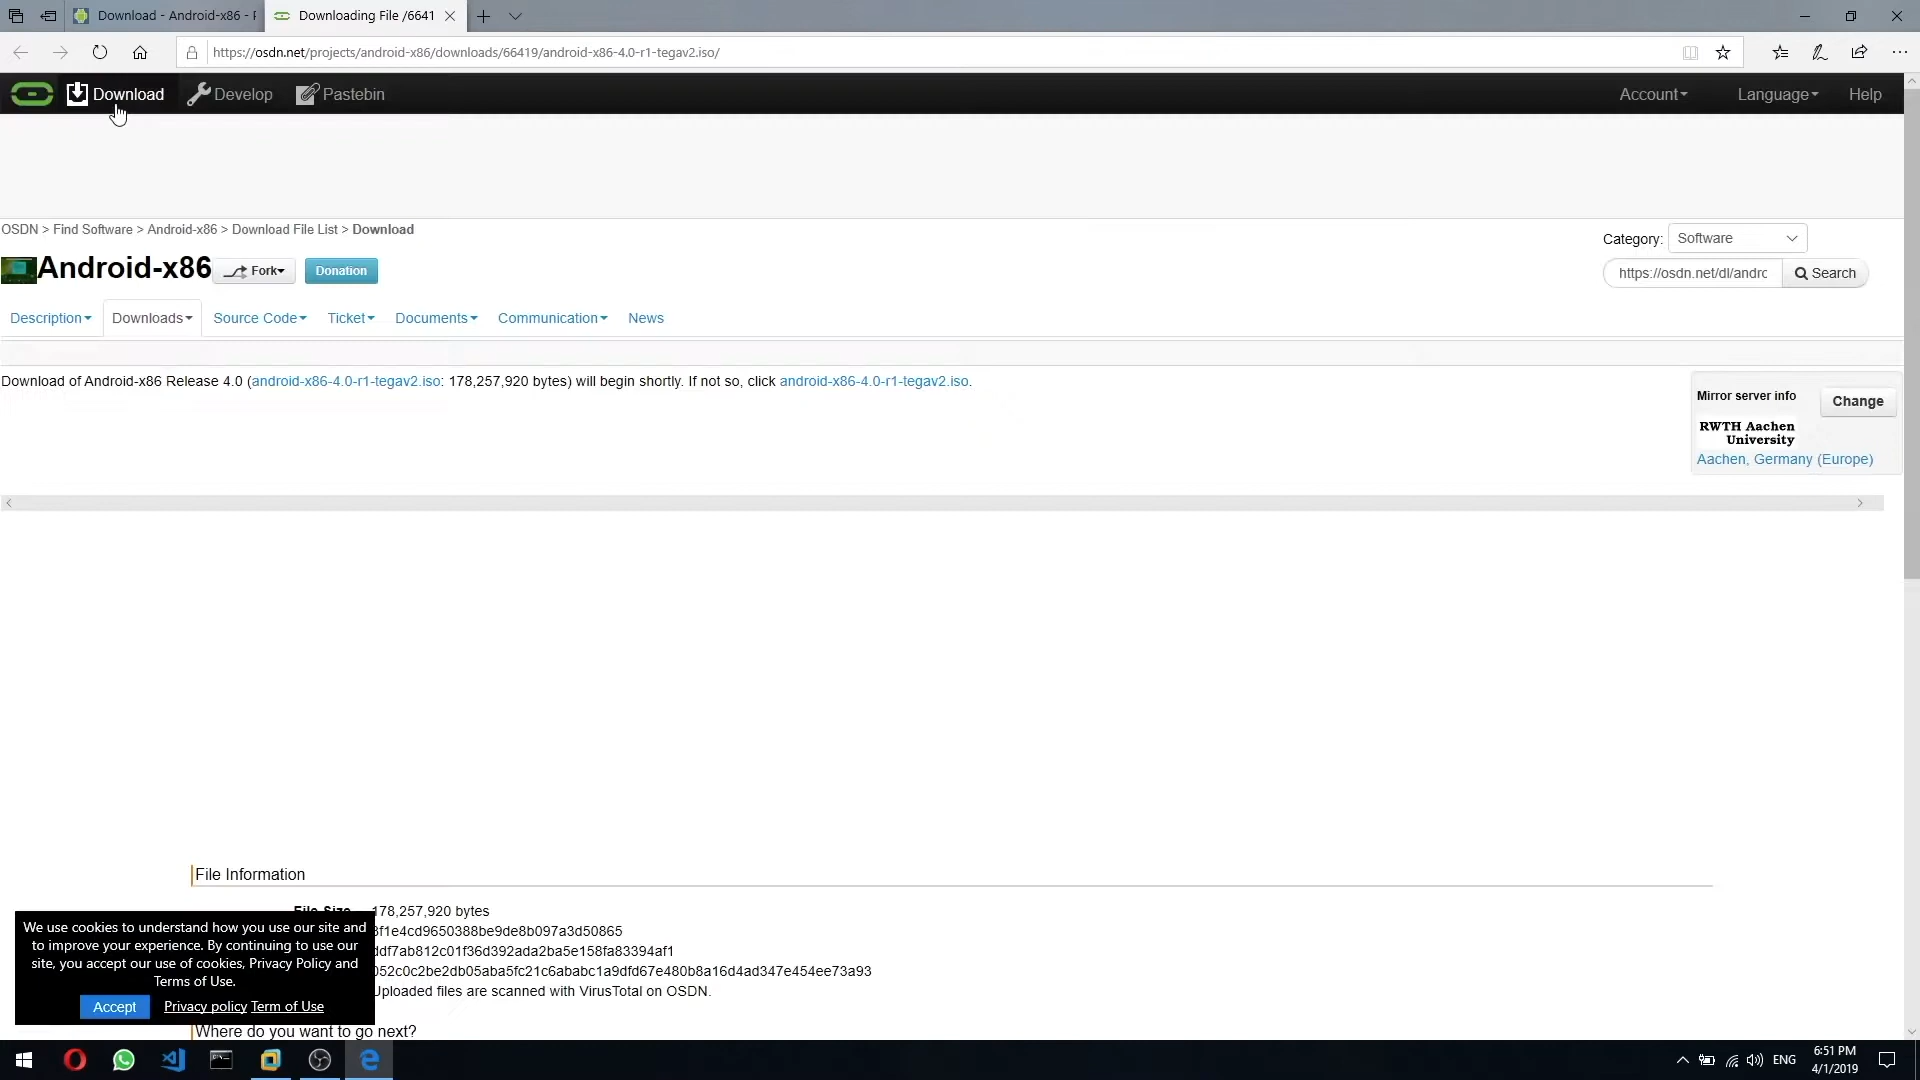 Download - Android-x86 -
Downloading File /6641
https://osdn.net/projects/android-x86/downloads/66419/android-x86-4.0-r1-tegav2.iso/
Download Develop Pastebin Account Language Help
OSDN > Find Software > Android-x86 > Download File List > Download
Category: Software
Android-x86 Fork Donation
https://osdn.net/dl/andro Search
Description Downloads Source Code Ticket Documents Communication News
Download of Android-x86 Release 4.0 (android-x86-4.0-r1-tegav2.iso: 178,257,920 bytes) will begin shortly. If not so, click android-x86-4.0-r1-tegav2.iso.
Mirror server info Change
RWTH Aachen
University
Aachen, Germany (Europe)
File Information
File Size 178,257,920 bytes
8f1e4cd9650388be9de8b097a3d50865
ddf7ab812c01f36d392ada2ba5e158fa83394af1
052c0c2be2db05aba5fc21c6ababc1a9dfd67e480b8a16d4ad347e454ee73a93
Uploaded files are scanned with VirusTotal on OSDN.
Where do you want to go next?
We use cookies to understand how you use our site and
to improve your experience. By continuing to use our
site, you accept our use of cookies, Privacy Policy and
Terms of Use.
Accept Privacy policy Term of Use
ENG
6:51 PM
4/1/2019